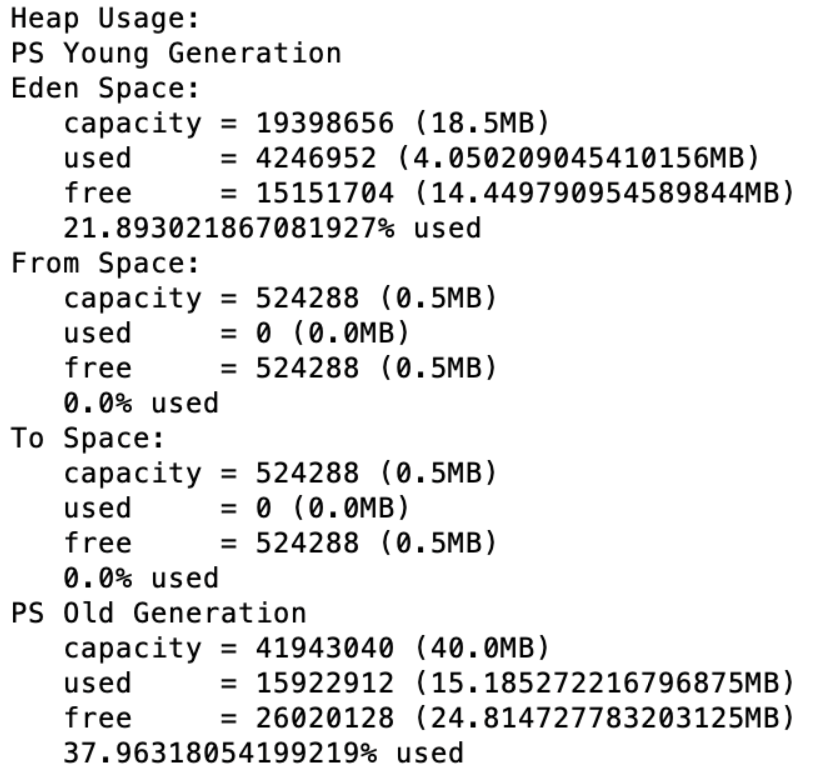 Heap Usage:
PS Young Generation
Eden Space:
   capacity = 19398656 (18.5MB)
   used     = 4246952 (4.050209045410156MB)
   free     = 15151704 (14.449790954589844MB)
   21.893021867081927% used
From Space:
   capacity = 524288 (0.5MB)
   used     = 0 (0.0MB)
   free     = 524288 (0.5MB)
   0.0% used
To Space:
   capacity = 524288 (0.5MB)
   used     = 0 (0.0MB)
   free     = 524288 (0.5MB)
   0.0% used
PS Old Generation
   capacity = 41943040 (40.0MB)
   used     = 15922912 (15.185272216796875MB)
   free     = 26020128 (24.814727783203125MB)
   37.96318054199219% used